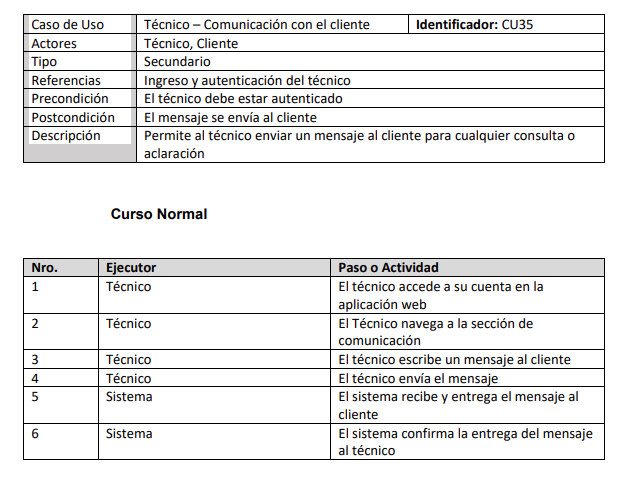 Caso de Uso Técnico – Comunicación con el cliente Identificador: CU35
Actores Técnico, Cliente
Tipo Secundario
Referencias Ingreso y autenticación del técnico
Precondición El técnico debe estar autenticado
Postcondición El mensaje se envía al cliente
Descripción Permite al técnico enviar un mensaje al cliente para cualquier consulta o
aclaración
Curso Normal
Nro. Ejecutor Paso o Actividad
1 Técnico El técnico accede a su cuenta en la
aplicación web
2 Técnico El Técnico navega a la sección de
comunicación
3 Técnico El técnico escribe un mensaje al cliente
4 Técnico El técnico envía el mensaje
5 Sistema El sistema recibe y entrega el mensaje al
cliente
6 Sistema El sistema confirma la entrega del mensaje
al técnico